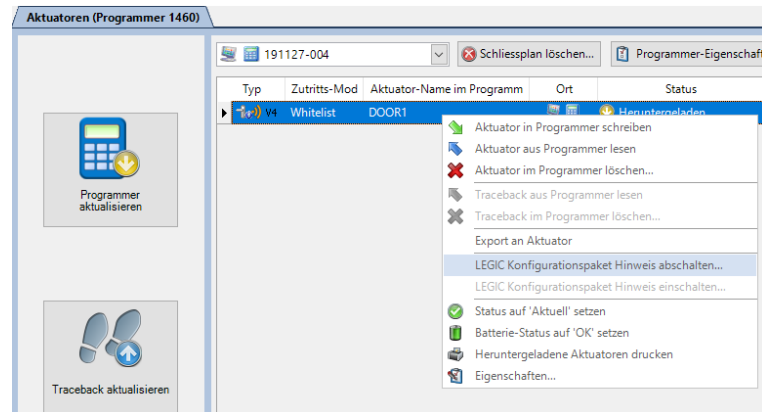 Aktuatoren (Programmer 1460)
191127-004
Schliessplan löschen...
Programmer-Eigenschaft
Typ Zutritts-Mod Aktuator-Name im Programm Ort Status
V4 Whitelist DOOR1 Heruntergeladen
Aktuator in Programmer schreiben
Aktuator aus Programmer lesen
Aktuator im Programmer löschen...
Traceback aus Programmer lesen
Traceback im Programmer löschen...
Export an Aktuator
LEGIC Konfigurationspaket Hinweis abschalten...
LEGIC Konfigurationspaket Hinweis einschalten...
Status auf 'Aktuell' setzen
Batterie-Status auf 'OK' setzen
Heruntergeladene Aktuatoren drucken
Eigenschaften...
Programmer
aktualisieren
Traceback aktualisieren